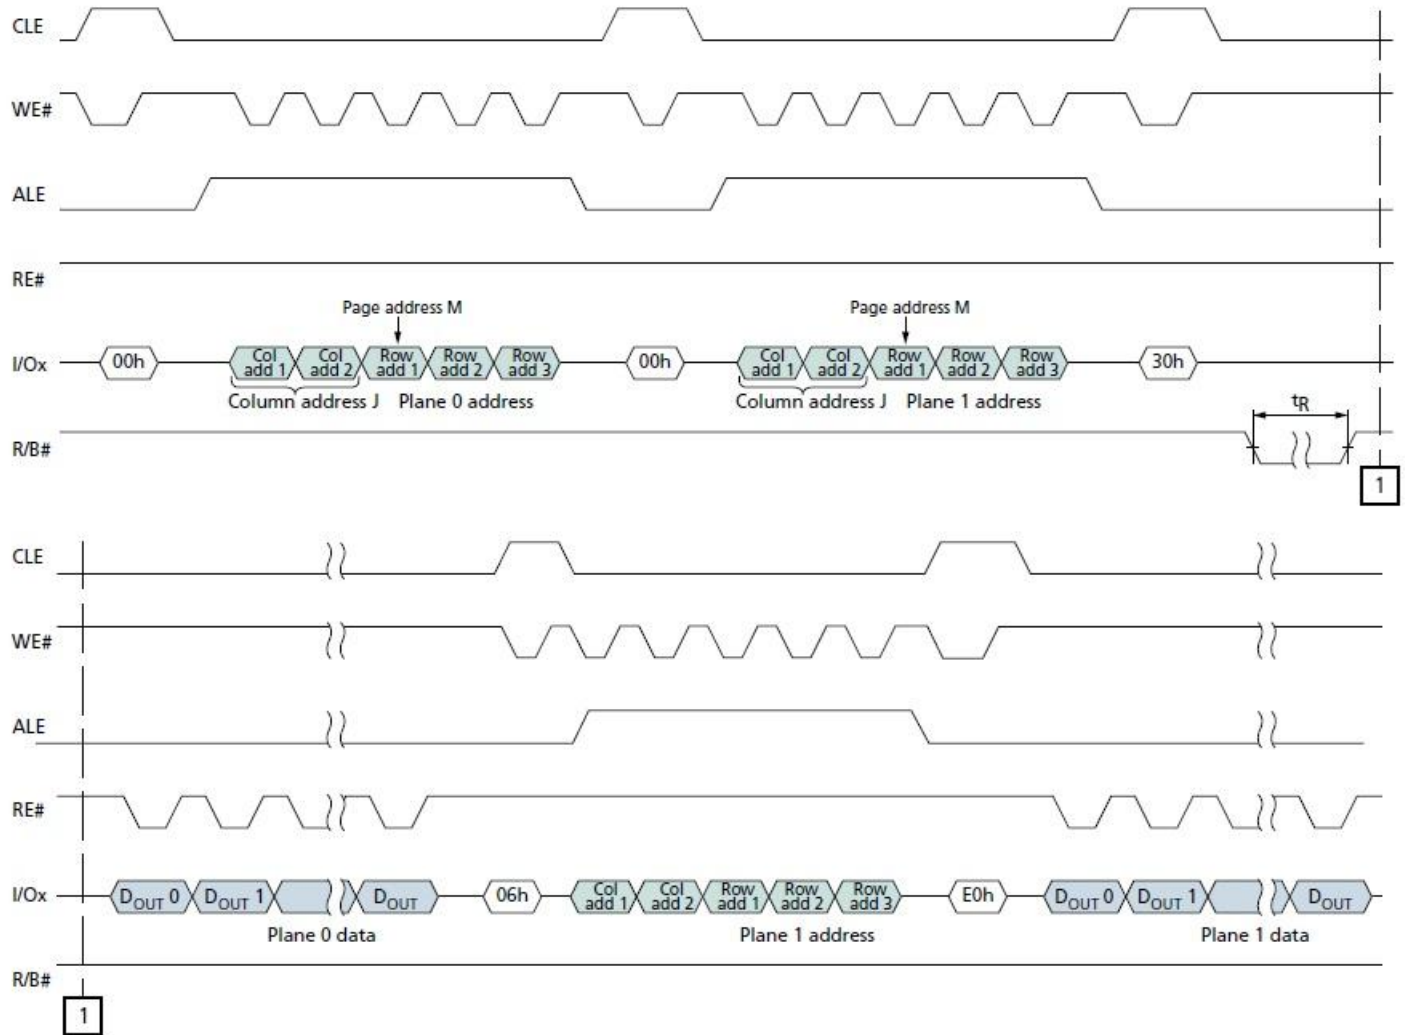 CLE
WE#
ALE
RE#
Page address M
Page address M
I/Ox
00h
Col add 1
Col add 2
Row add 1
Row add 2
Row add 3
00h
Col add 1
Col add 2
Row add 1
Row add 2
Row add 3
30h
Column address J
Plane 0 address
Column address J
Plane 1 address
tR
R/B#
1
CLE
WE#
ALE
RE#
I/Ox
DOUT 0
DOUT 1
DOUT
06h
Col add 1
Col add 2
Row add 1
Row add 2
Row add 3
E0h
DOUT 0
DOUT 1
DOUT
Plane 0 data
Plane 1 address
Plane 1 data
R/B#
1